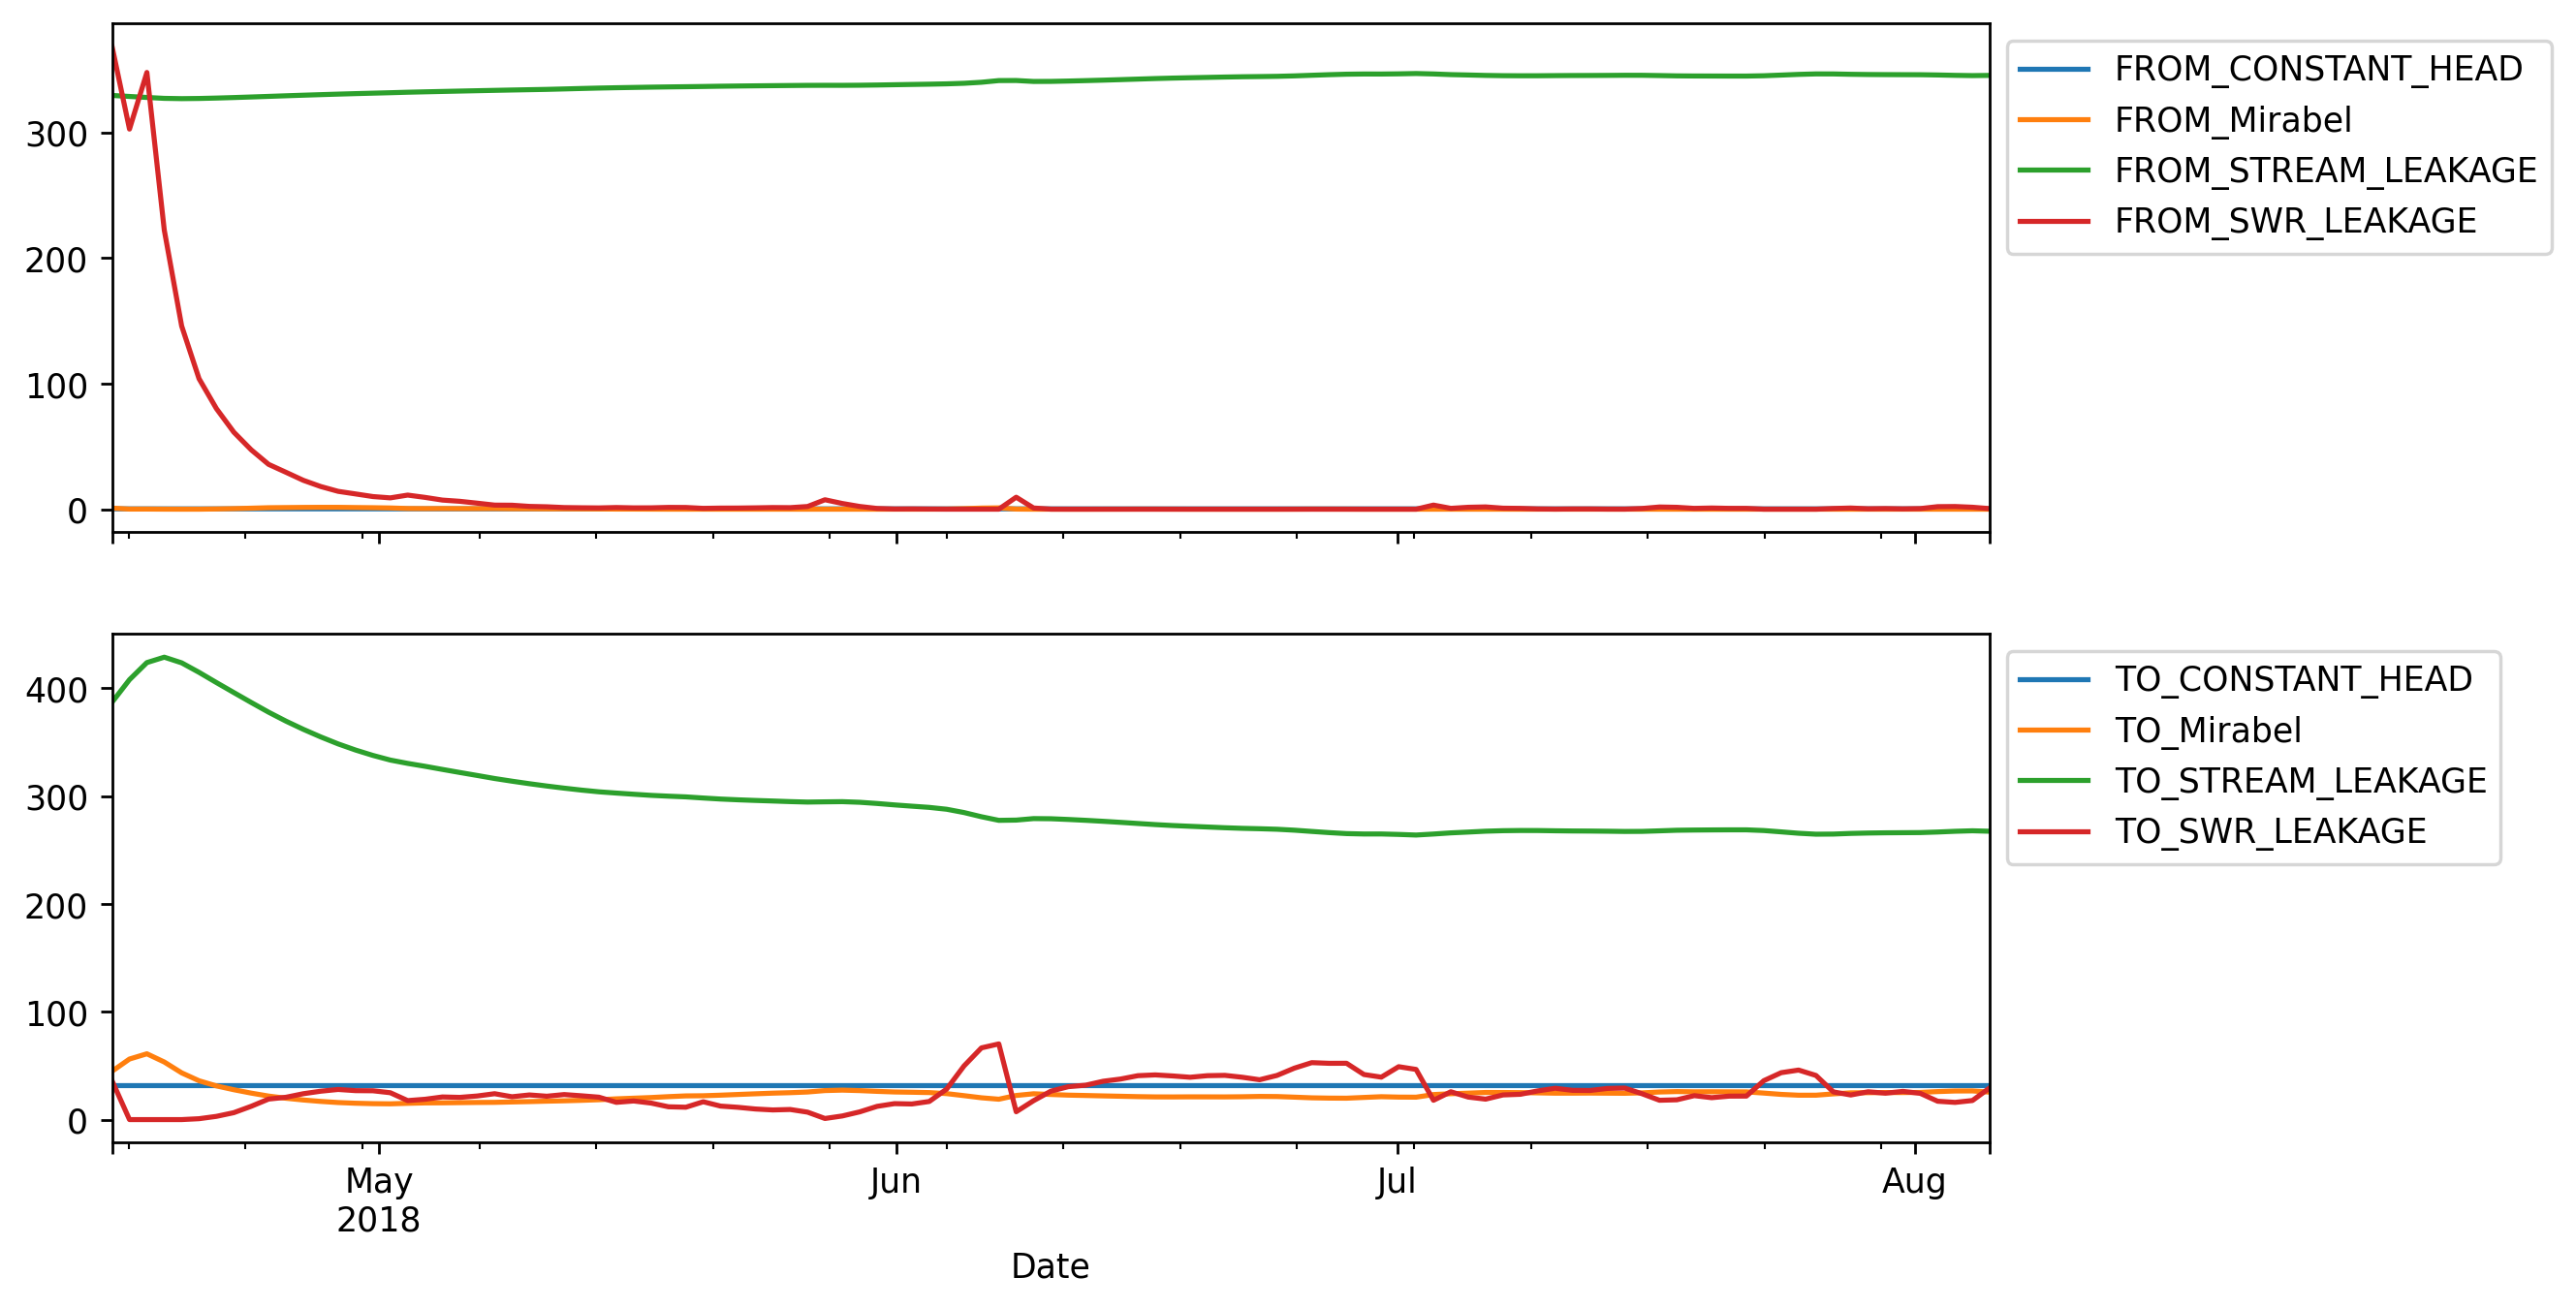 300
200
100
0
FROM_CONSTANT_HEAD
FROM_Mirabel
FROM_STREAM_LEAKAGE
FROM_SWR_LEAKAGE
400
300
200
100
0
TO_CONSTANT_HEAD
TO_Mirabel
TO_STREAM_LEAKAGE
TO_SWR_LEAKAGE
May Jun Jul Aug
2018
Date